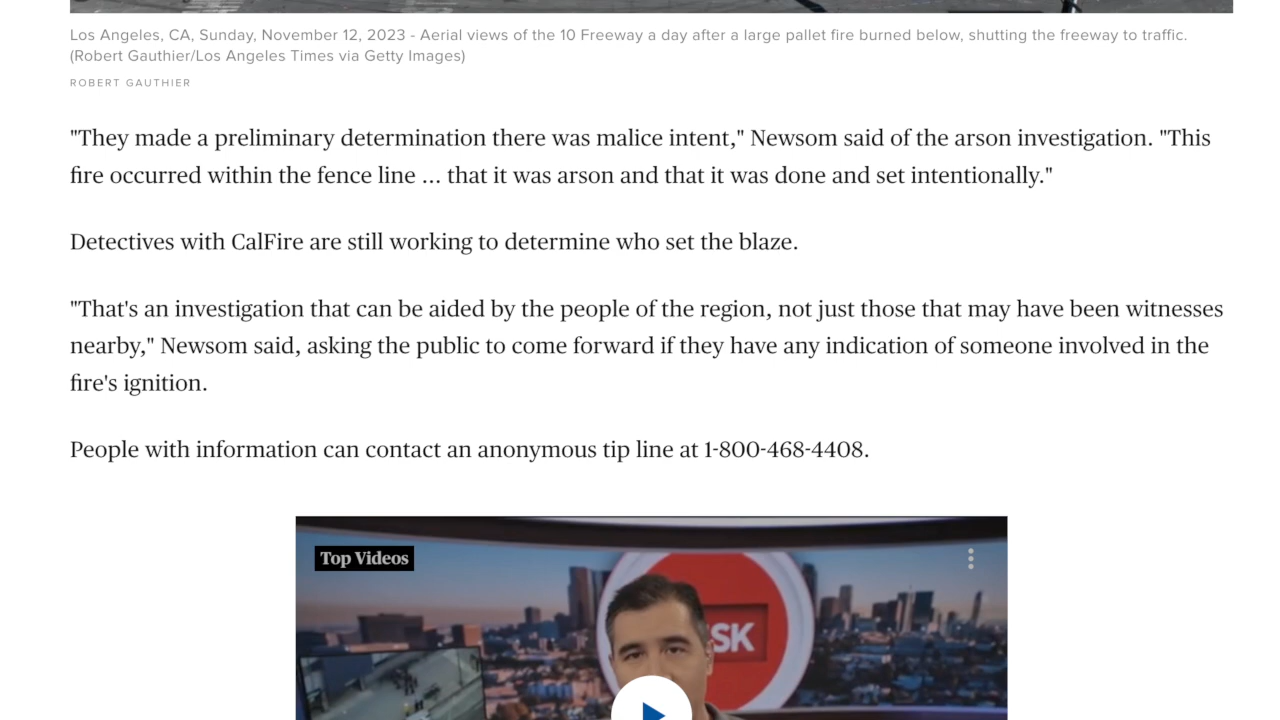 Los Angeles, CA, Sunday, November 12, 2023 - Aerial views of the 10 Freeway a day after a large pallet fire burned below, shutting the freeway to traffic.
(Robert Gauthier/Los Angeles Times via Getty Images)
ROBERT GAUTHIER
"They made a preliminary determination there was malice intent," Newsom said of the arson investigation. "This
fire occurred within the fence line ... that it was arson and that it was done and set intentionally."
Detectives with CalFire are still working to determine who set the blaze.
"That's an investigation that can be aided by the people of the region, not just those that may have been witnesses
nearby," Newsom said, asking the public to come forward if they have any indication of someone involved in the
fire's ignition.
People with information can contact an anonymous tip line at 1-800-468-4408.
Top Videos
SK